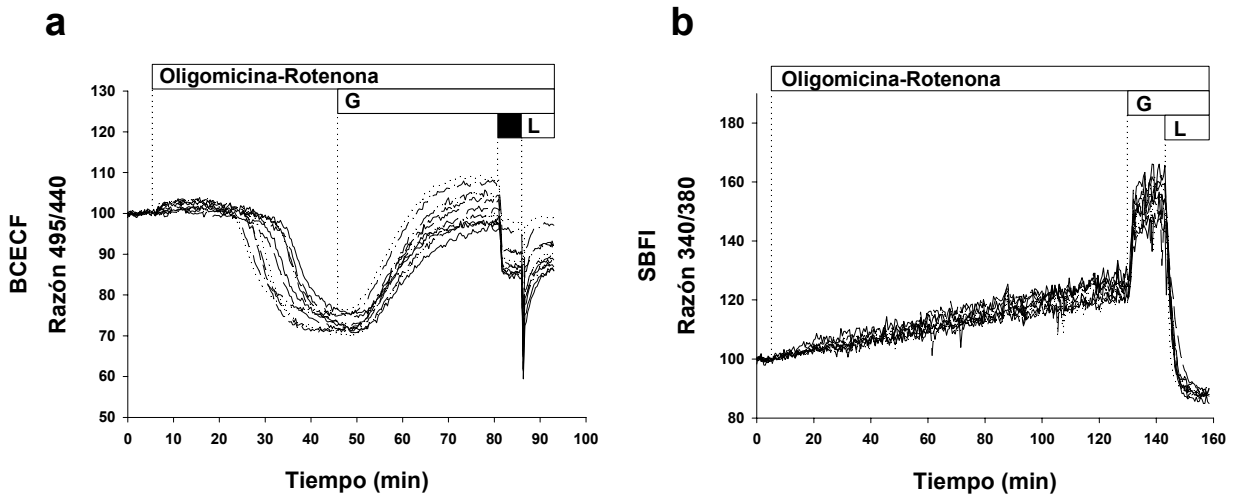 a
Oligomicina-Rotenona
G
L
130
120
110
100
90
80
70
60
50
BCECF
Razón 495/440
0 10 20 30 40 50 60 70 80 90 100
Tiempo (min)
b
Oligomicina-Rotenona
G
L
180
160
140
120
100
80
SBFI
Razón 340/380
0 20 40 60 80 100 120 140 160
Tiempo (min)